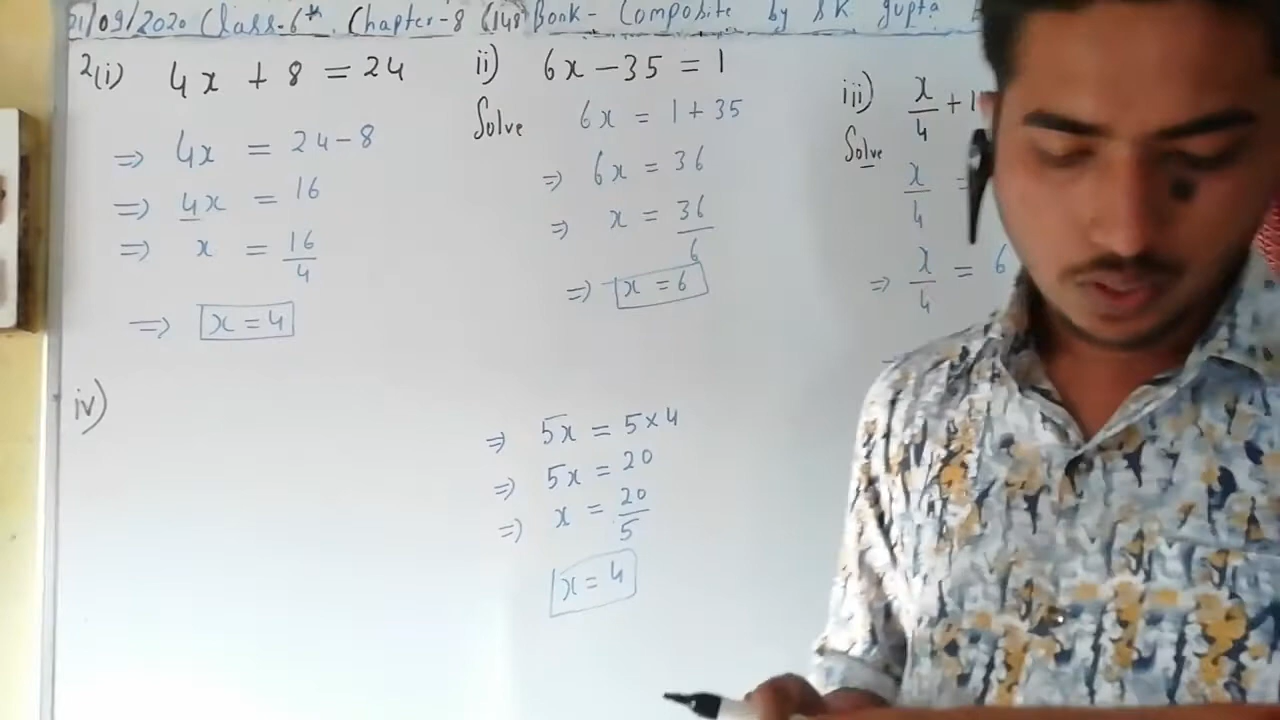 21/09/2020 Class-6th. Chapter-8 (148) Book- Composite by S.K. Gupta
2(i) 4x + 8 = 24
⇒ 4x = 24-8
⇒ 4x = 16
⇒ x = 16/4
⇒ x = 4
ii) 6x - 35 = 1
Solve 6x = 1 + 35
⇒ 6x = 36
⇒ x = 36/6
⇒ x = 6
iii) x/4 + 1
Solve
x/4 =
⇒ x/4 = 6
iv)
⇒ 5x = 5×4
⇒ 5x = 20
⇒ x = 20/5
x = 4